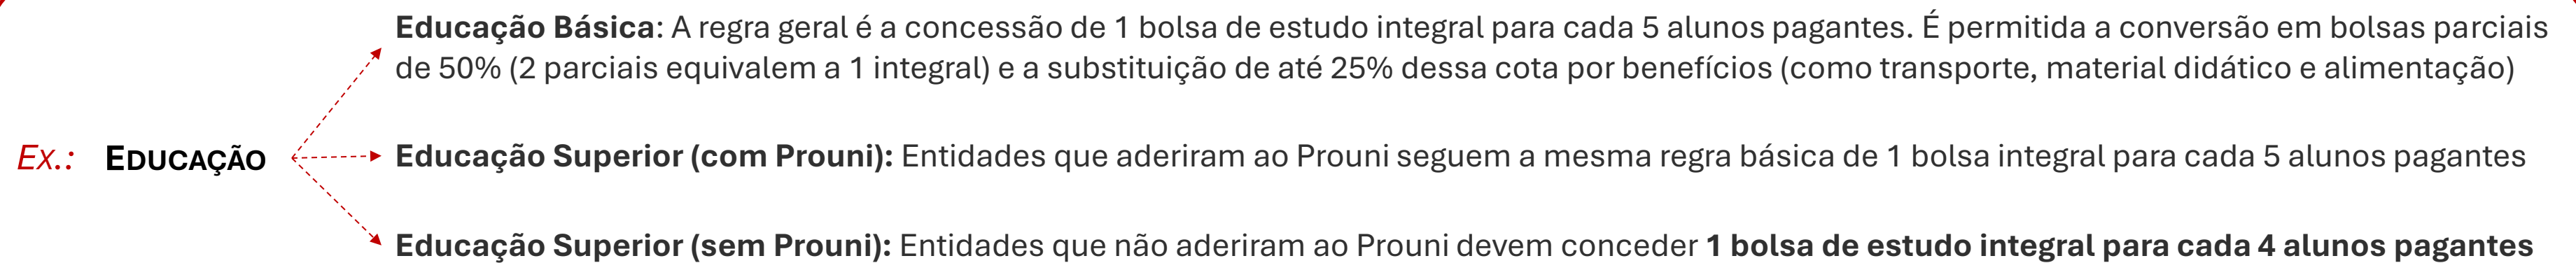 Educação Básica: A regra geral é a concessão de 1 bolsa de estudo integral para cada 5 alunos pagantes. É permitida a conversão em bolsas parciais
de 50% (2 parciais equivalem a 1 integral) e a substituição de até 25% dessa cota por benefícios (como transporte, material didático e alimentação)
Ex.: EDUCAÇÃO
Educação Superior (com Prouni): Entidades que aderiram ao Prouni seguem a mesma regra básica de 1 bolsa integral para cada 5 alunos pagantes
Educação Superior (sem Prouni): Entidades que não aderiram ao Prouni devem conceder 1 bolsa de estudo integral para cada 4 alunos pagantes